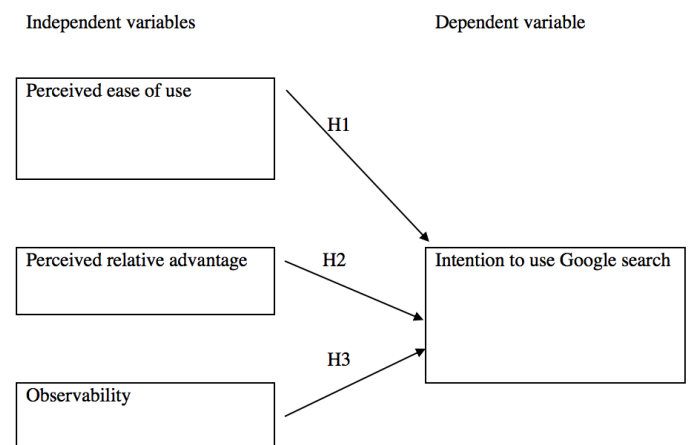 Independent variables
Dependent variable
Perceived ease of use
H1
Perceived relative advantage
H2
Intention to use Google search
H3
Observability